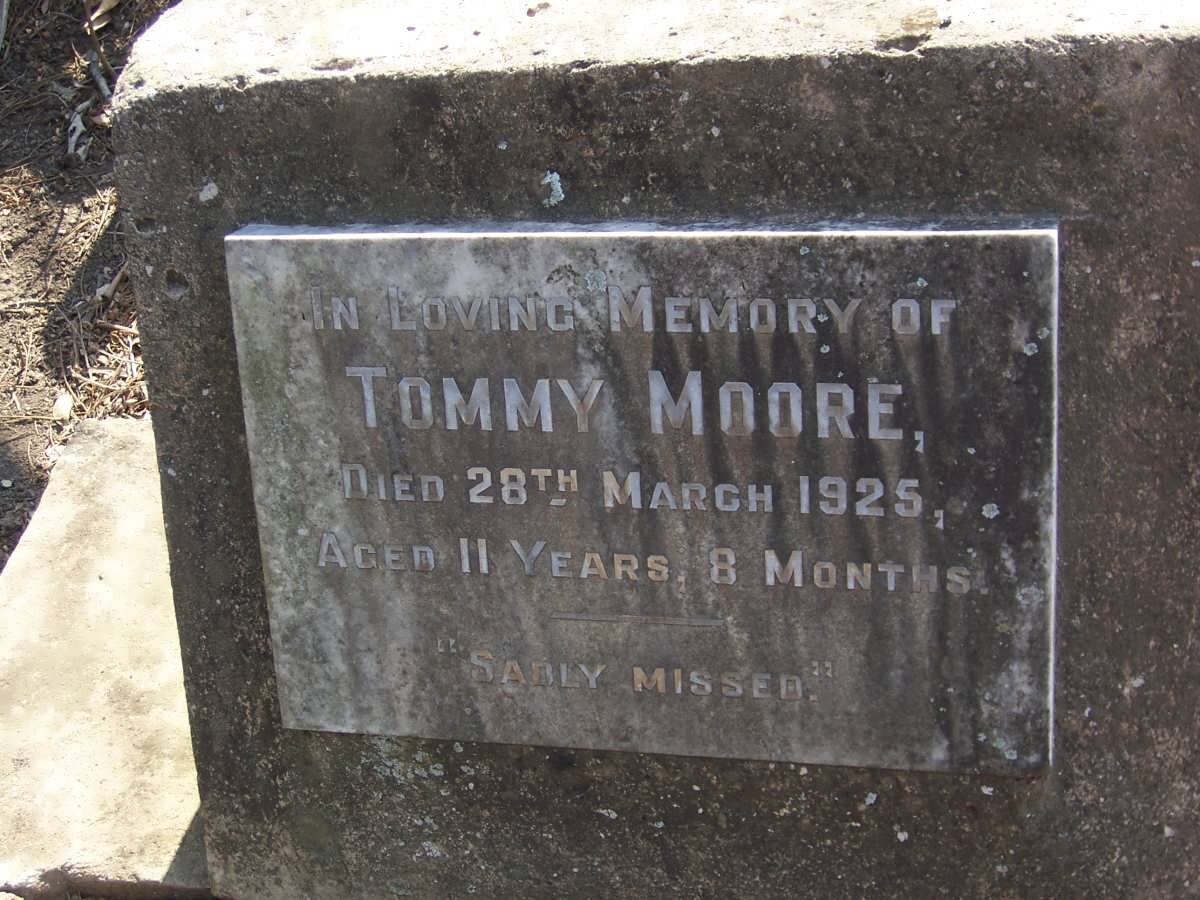 In Loving Memory of
Tommy Moore,
Died 28th March 1925,
Aged 11 Years, 8 Months.
"Sadly missed."